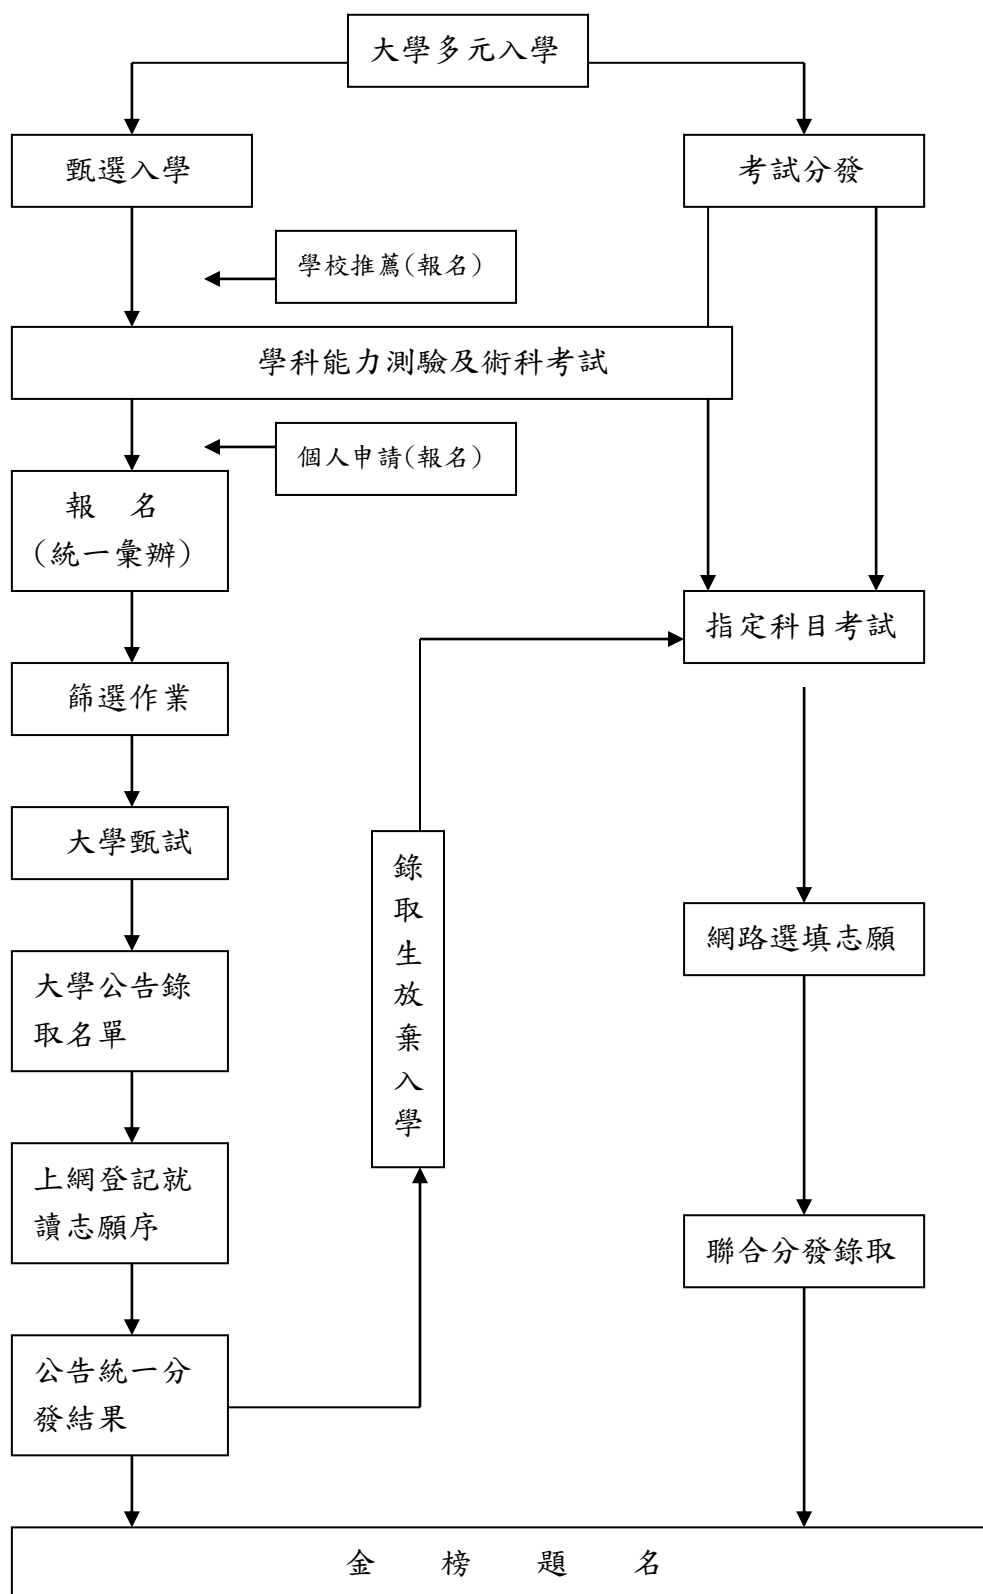 大學多元入學
甄選入學
考試分發
學校推薦(報名)
學科能力測驗及術科考試
個人申請(報名)
報　名
(統一彙辦)
指定科目考試
篩選作業
大學甄試
錄取生放棄入學
網路選填志願
大學公告錄
取名單
上網登記就
讀志願序
聯合分發錄取
公告統一分
發結果
金　榜　題　名